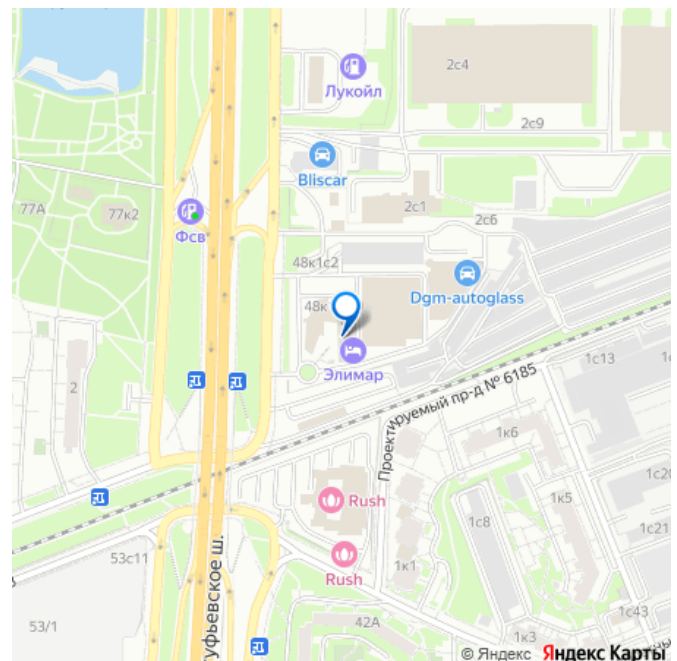 2с4
Лукойл
2с9
Bliscar
77А
77к2
2с1
2с6
Фсв
48к1с2
Dgm-autoglass
48к
Элимар
2
Проектируемый пр-д № 6185
1с13
1к6
1с20
Rush
1к5
1с8
1с21
53с11
Rush
1к1
уфьевское ш.
53/1
42А
1с43
1к3
© Яндекс Яндекс Карты